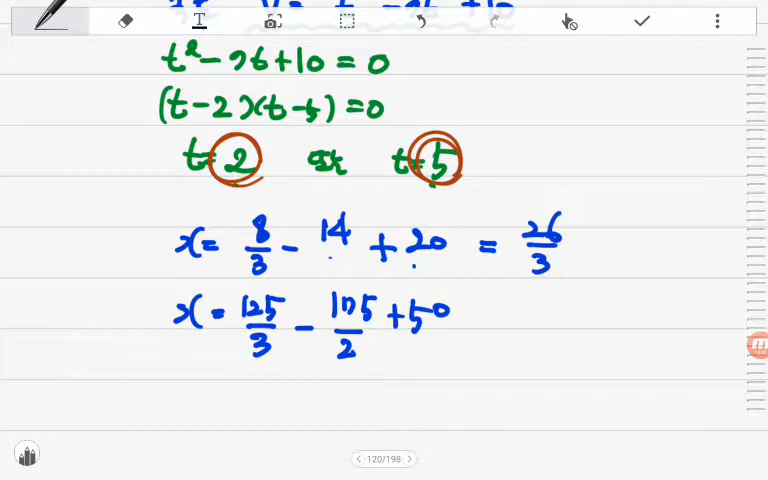 T
t² - 7t + 10 = 0
(t - 2)(t - 5) = 0
t = 2 or t = 5
x = 8/3 - 14 + 20 = 26/3
x = 125/3 - 175/2 + 50
120/198